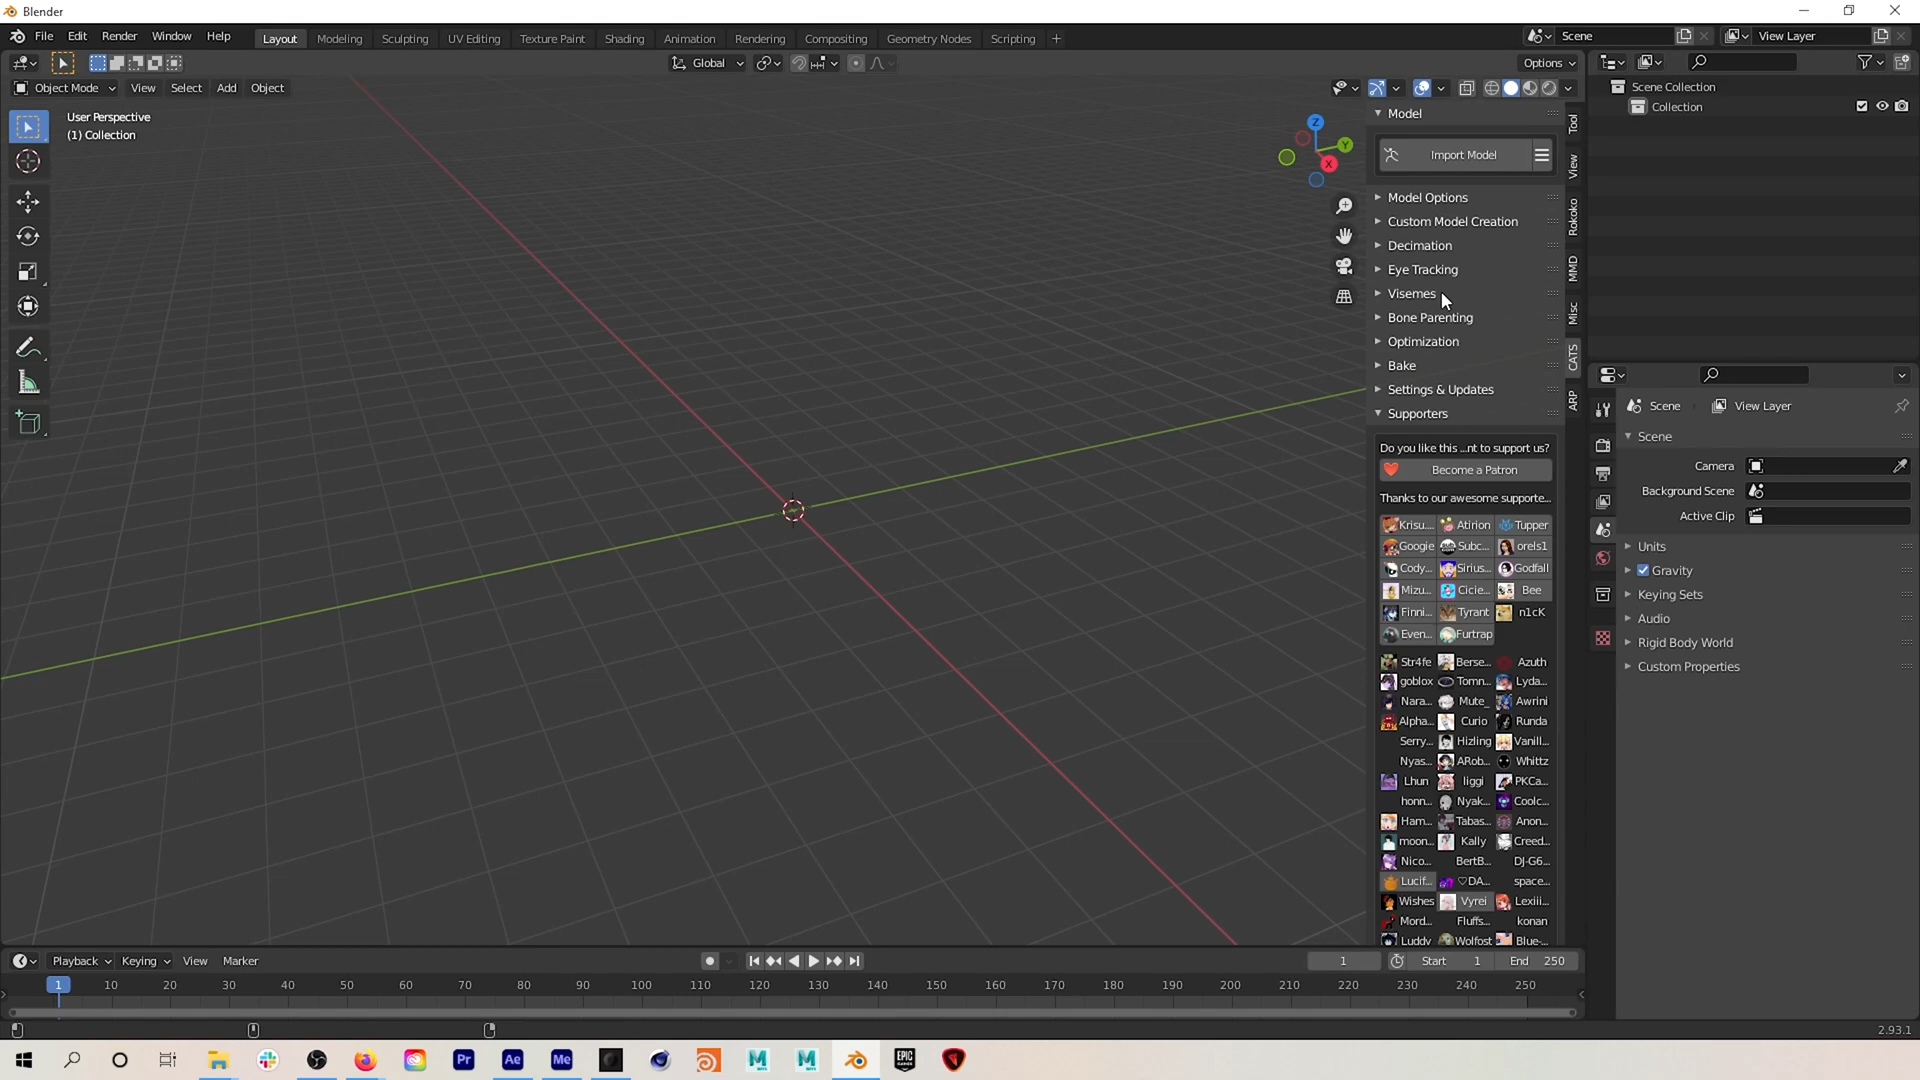 Blender
File Edit Render Window Help Layout Modeling Sculpting UV Editing Texture Paint Shading Animation Rendering Compositing Geometry Nodes Scripting + Scene View Layer
Global Options
Object Mode View Select Add Object
User Perspective
(1) Collection
Z
Y
X
Model
Import Model
Model Options
Custom Model Creation
Decimation
Eye Tracking
Visemes
Bone Parenting
Optimization
Bake
Settings & Updates
Supporters
Do you like this ...nt to support us?
Become a Patron
Thanks to our awesome supporte...
Krisu... Atirion Tupper
Googie Subc... orels1
Cody... Sirius... Godfall
Mizu... Cicie... Bee
Finni... Tyrant n1cK
Even... Furtrap
Str4fe Berse... Azuth
goblox Tomn... Lyda...
Nara... Mute_ Awrini
Alpha... Curio Runda
Serry... Hizling Vanill...
Nyas... ARob... Whittz
Lhun liggi PKCa...
honn... Nyak... Coolc...
Ham... Tabas... Anon...
moon... Kally Creed...
Nico... BertB... DJ-G6...
Lucif... ♡DA... space...
Wishes Vyrei Lexiii...
Mord... Fluffs... konan
Luddy Wolfost Blue-...
Tool
View
Rokoko
MMD
Misc
CATS
ARP
Scene Collection
Collection
Scene View Layer
Scene
Camera
Background Scene
Active Clip
Units
Gravity
Keying Sets
Audio
Rigid Body World
Custom Properties
Playback Keying View Marker 1 Start 1 End 250
1 10 20 30 40 50 60 70 80 90 100 110 120 130 140 150 160 170 180 190 200 210 220 230 240 250
2.93.1
Pr Ae Me M M EPIC GAMES